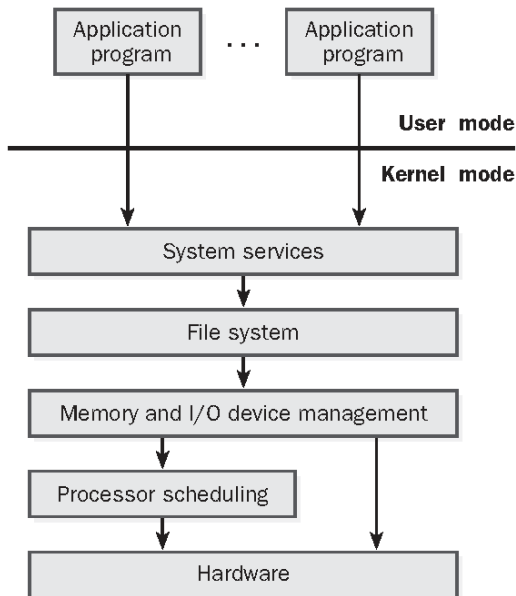 Application
program
...
Application
program
User mode
Kernel mode
System services
File system
Memory and I/O device management
Processor scheduling
Hardware